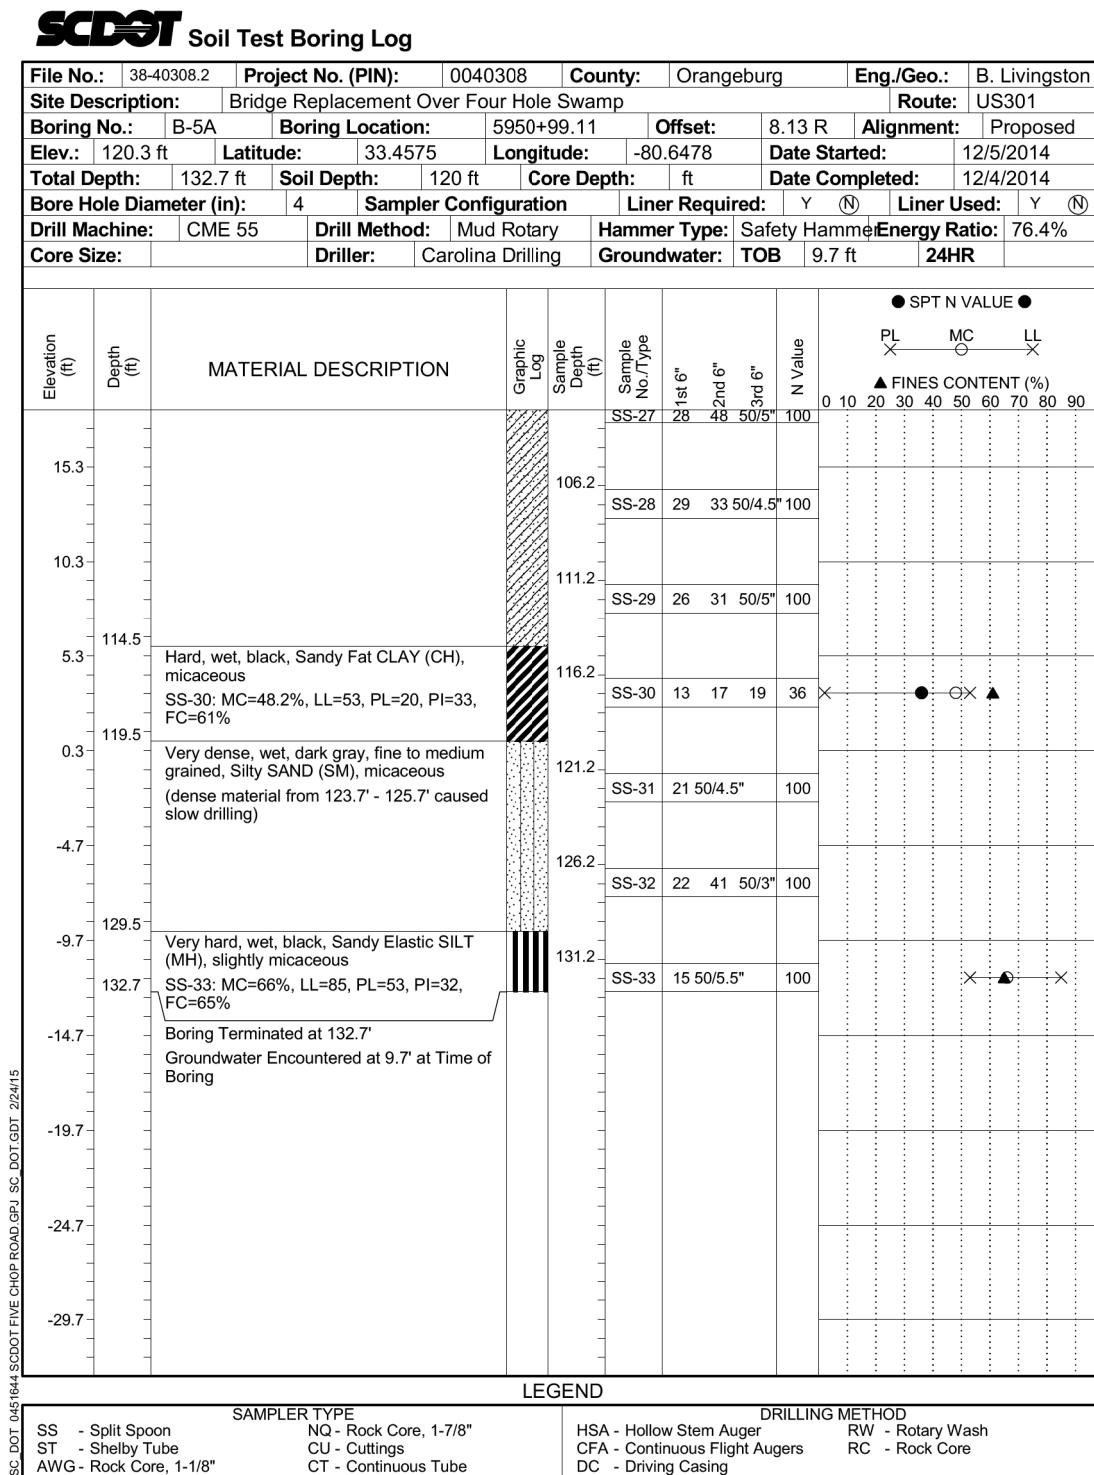 SCDOT Soil Test Boring Log
File No.: 38-40308.2 Project No. (PIN): 0040308 County: Orangeburg Eng./Geo.: B. Livingston
Site Description: Bridge Replacement Over Four Hole Swamp Route: US301
Boring No.: B-5A Boring Location: 5950+99.11 Offset: 8.13 R Alignment: Proposed
Elev.: 120.3 ft Latitude: 33.4575 Longitude: -80.6478 Date Started: 12/5/2014
Total Depth: 132.7 ft Soil Depth: 120 ft Core Depth: ft Date Completed: 12/4/2014
Bore Hole Diameter (in): 4 Sampler Configuration Liner Required: Y N Liner Used: Y N
Drill Machine: CME 55 Drill Method: Mud Rotary Hammer Type: Safety Hammer Energy Ratio: 76.4%
Core Size: Driller: Carolina Drilling Groundwater: TOB 9.7 ft 24HR
Elevation (ft) Depth (ft) MATERIAL DESCRIPTION Graphic Log Sample Depth (ft) Sample No./Type 1st 6" 2nd 6" 3rd 6" N Value
● SPT N VALUE ●
PL MC LL
▲ FINES CONTENT (%)
0 10 20 30 40 50 60 70 80 90
SS-27 28 48 50/5" 100
15.3
106.2
SS-28 29 33 50/4.5" 100
10.3
111.2
SS-29 26 31 50/5" 100
114.5
5.3
Hard, wet, black, Sandy Fat CLAY (CH),
micaceous
116.2
SS-30: MC=48.2%, LL=53, PL=20, PI=33,
FC=61%
SS-30 13 17 19 36
119.5
0.3
Very dense, wet, dark gray, fine to medium
grained, Silty SAND (SM), micaceous
121.2
(dense material from 123.7' - 125.7' caused
slow drilling)
SS-31 21 50/4.5" 100
-4.7
126.2
SS-32 22 41 50/3" 100
129.5
-9.7
Very hard, wet, black, Sandy Elastic SILT
(MH), slightly micaceous
131.2
SS-33: MC=66%, LL=85, PL=53, PI=32,
FC=65%
SS-33 15 50/5.5" 100
132.7
Boring Terminated at 132.7'
-14.7
Groundwater Encountered at 9.7' at Time of
Boring
-19.7
-24.7
-29.7
SC_DOT 0451644 SCDOT FIVE CHOP ROAD.GPJ SC_DOT.GDT 2/24/15
LEGEND
SAMPLER TYPE
SS - Split Spoon NQ - Rock Core, 1-7/8"
ST - Shelby Tube CU - Cuttings
AWG - Rock Core, 1-1/8" CT - Continuous Tube
DRILLING METHOD
HSA - Hollow Stem Auger RW - Rotary Wash
CFA - Continuous Flight Augers RC - Rock Core
DC - Driving Casing